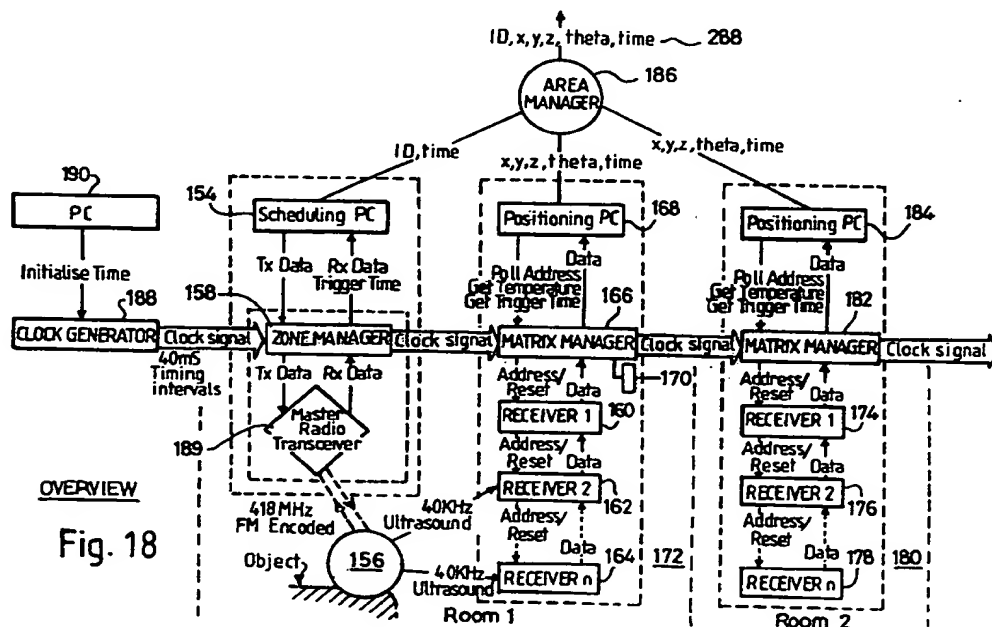 ID,x,y,z,theta,time 288
AREA MANAGER 186
ID,time
x,y,z,theta,time
x,y,z,theta,time
190
PC
Initialise Time
188
CLOCK GENERATOR
Clock signal
40mS
Timing
intervals
154
Scheduling PC
Tx Data
Rx Data
Trigger Time
158
ZONE MANAGER
Tx Data
Rx Data
189
Master
Radio
Transceiver
418MHz
FM Encoded
Object
156
40KHz
Ultrasound
40KHz
Ultrasound
Clock signal
Positioning PC 168
Data
Poll Address
Get Temperature
Get Trigger Time
166
MATRIX MANAGER
170
Address/
Reset
Data
RECEIVER 1 160
Address/
Reset
Data
RECEIVER 2 162
Address/
Reset
Data
RECEIVER n 164
172
Room 1
Clock signal
Positioning PC 184
Data
Poll Address
Get Temperature
Get Trigger Time
182
MATRIX MANAGER
Clock signal
Address/
Reset
Data
RECEIVER 1 174
Address/
Reset
Data
RECEIVER 2 176
Address/
Reset
Data
RECEIVER n 178
180
Room 2
OVERVIEW
Fig. 18